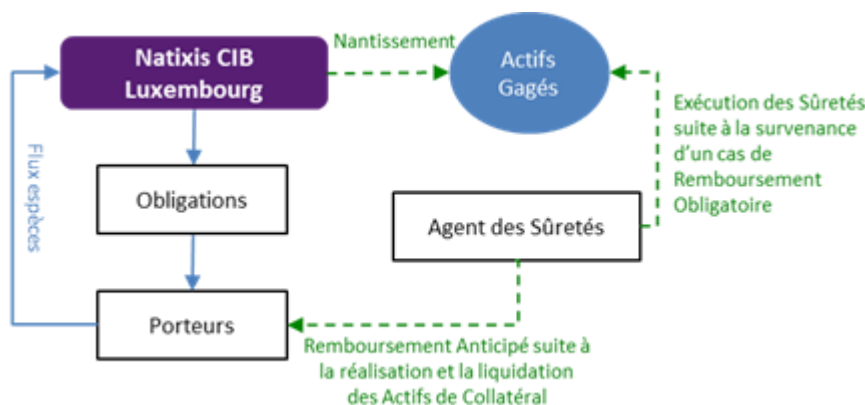 Natixis CIB
Luxembourg
Nantissement
Actifs
Gagés
Exécution des Sûretés
suite à la survenance
d'un cas de
Remboursement
Obligatoire
Flux espèces
Obligations
Agent des Sûretés
Porteurs
Remboursement Anticipé suite à
la réalisation et la liquidation
des Actifs de Collatéral